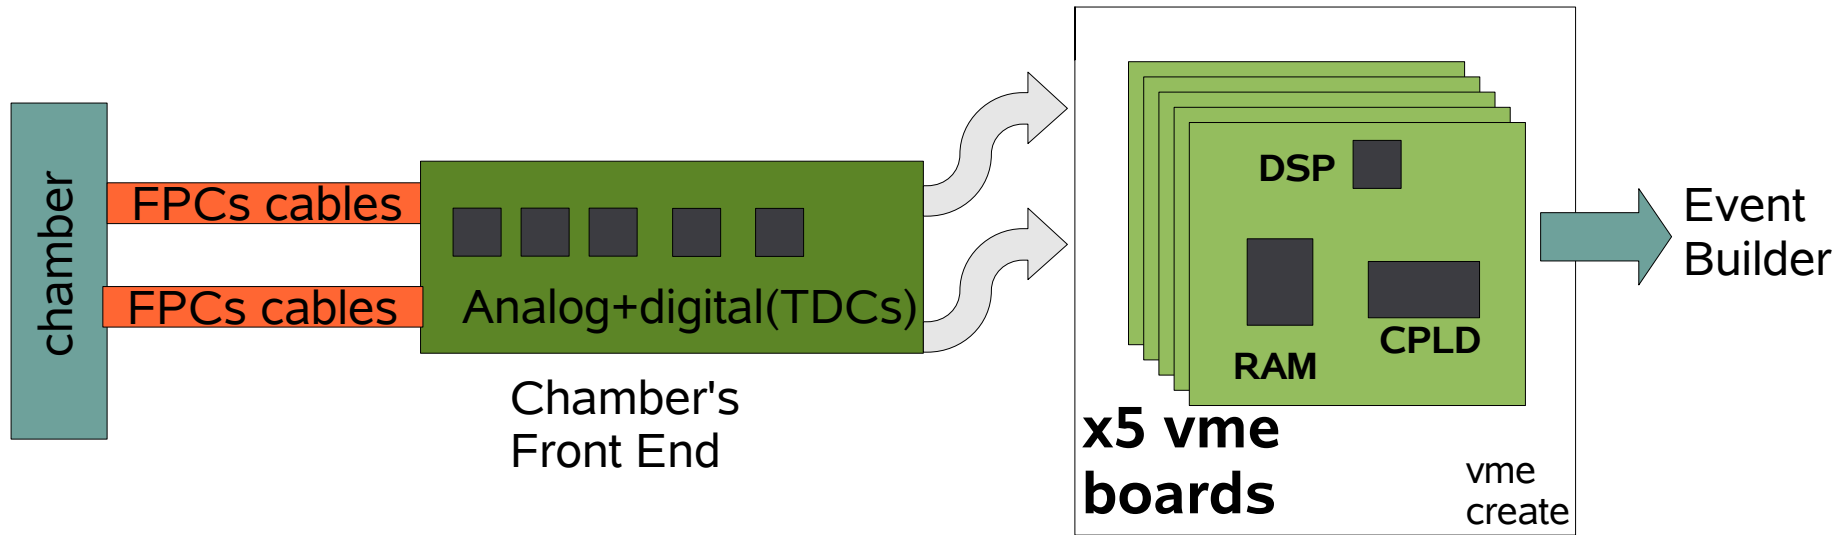 chamber
FPCs cables
FPCs cables
Analog+digital(TDCs)
Chamber's
Front End
DSP
RAM
CPLD
x5 vme
boards
vme
create
Event
Builder